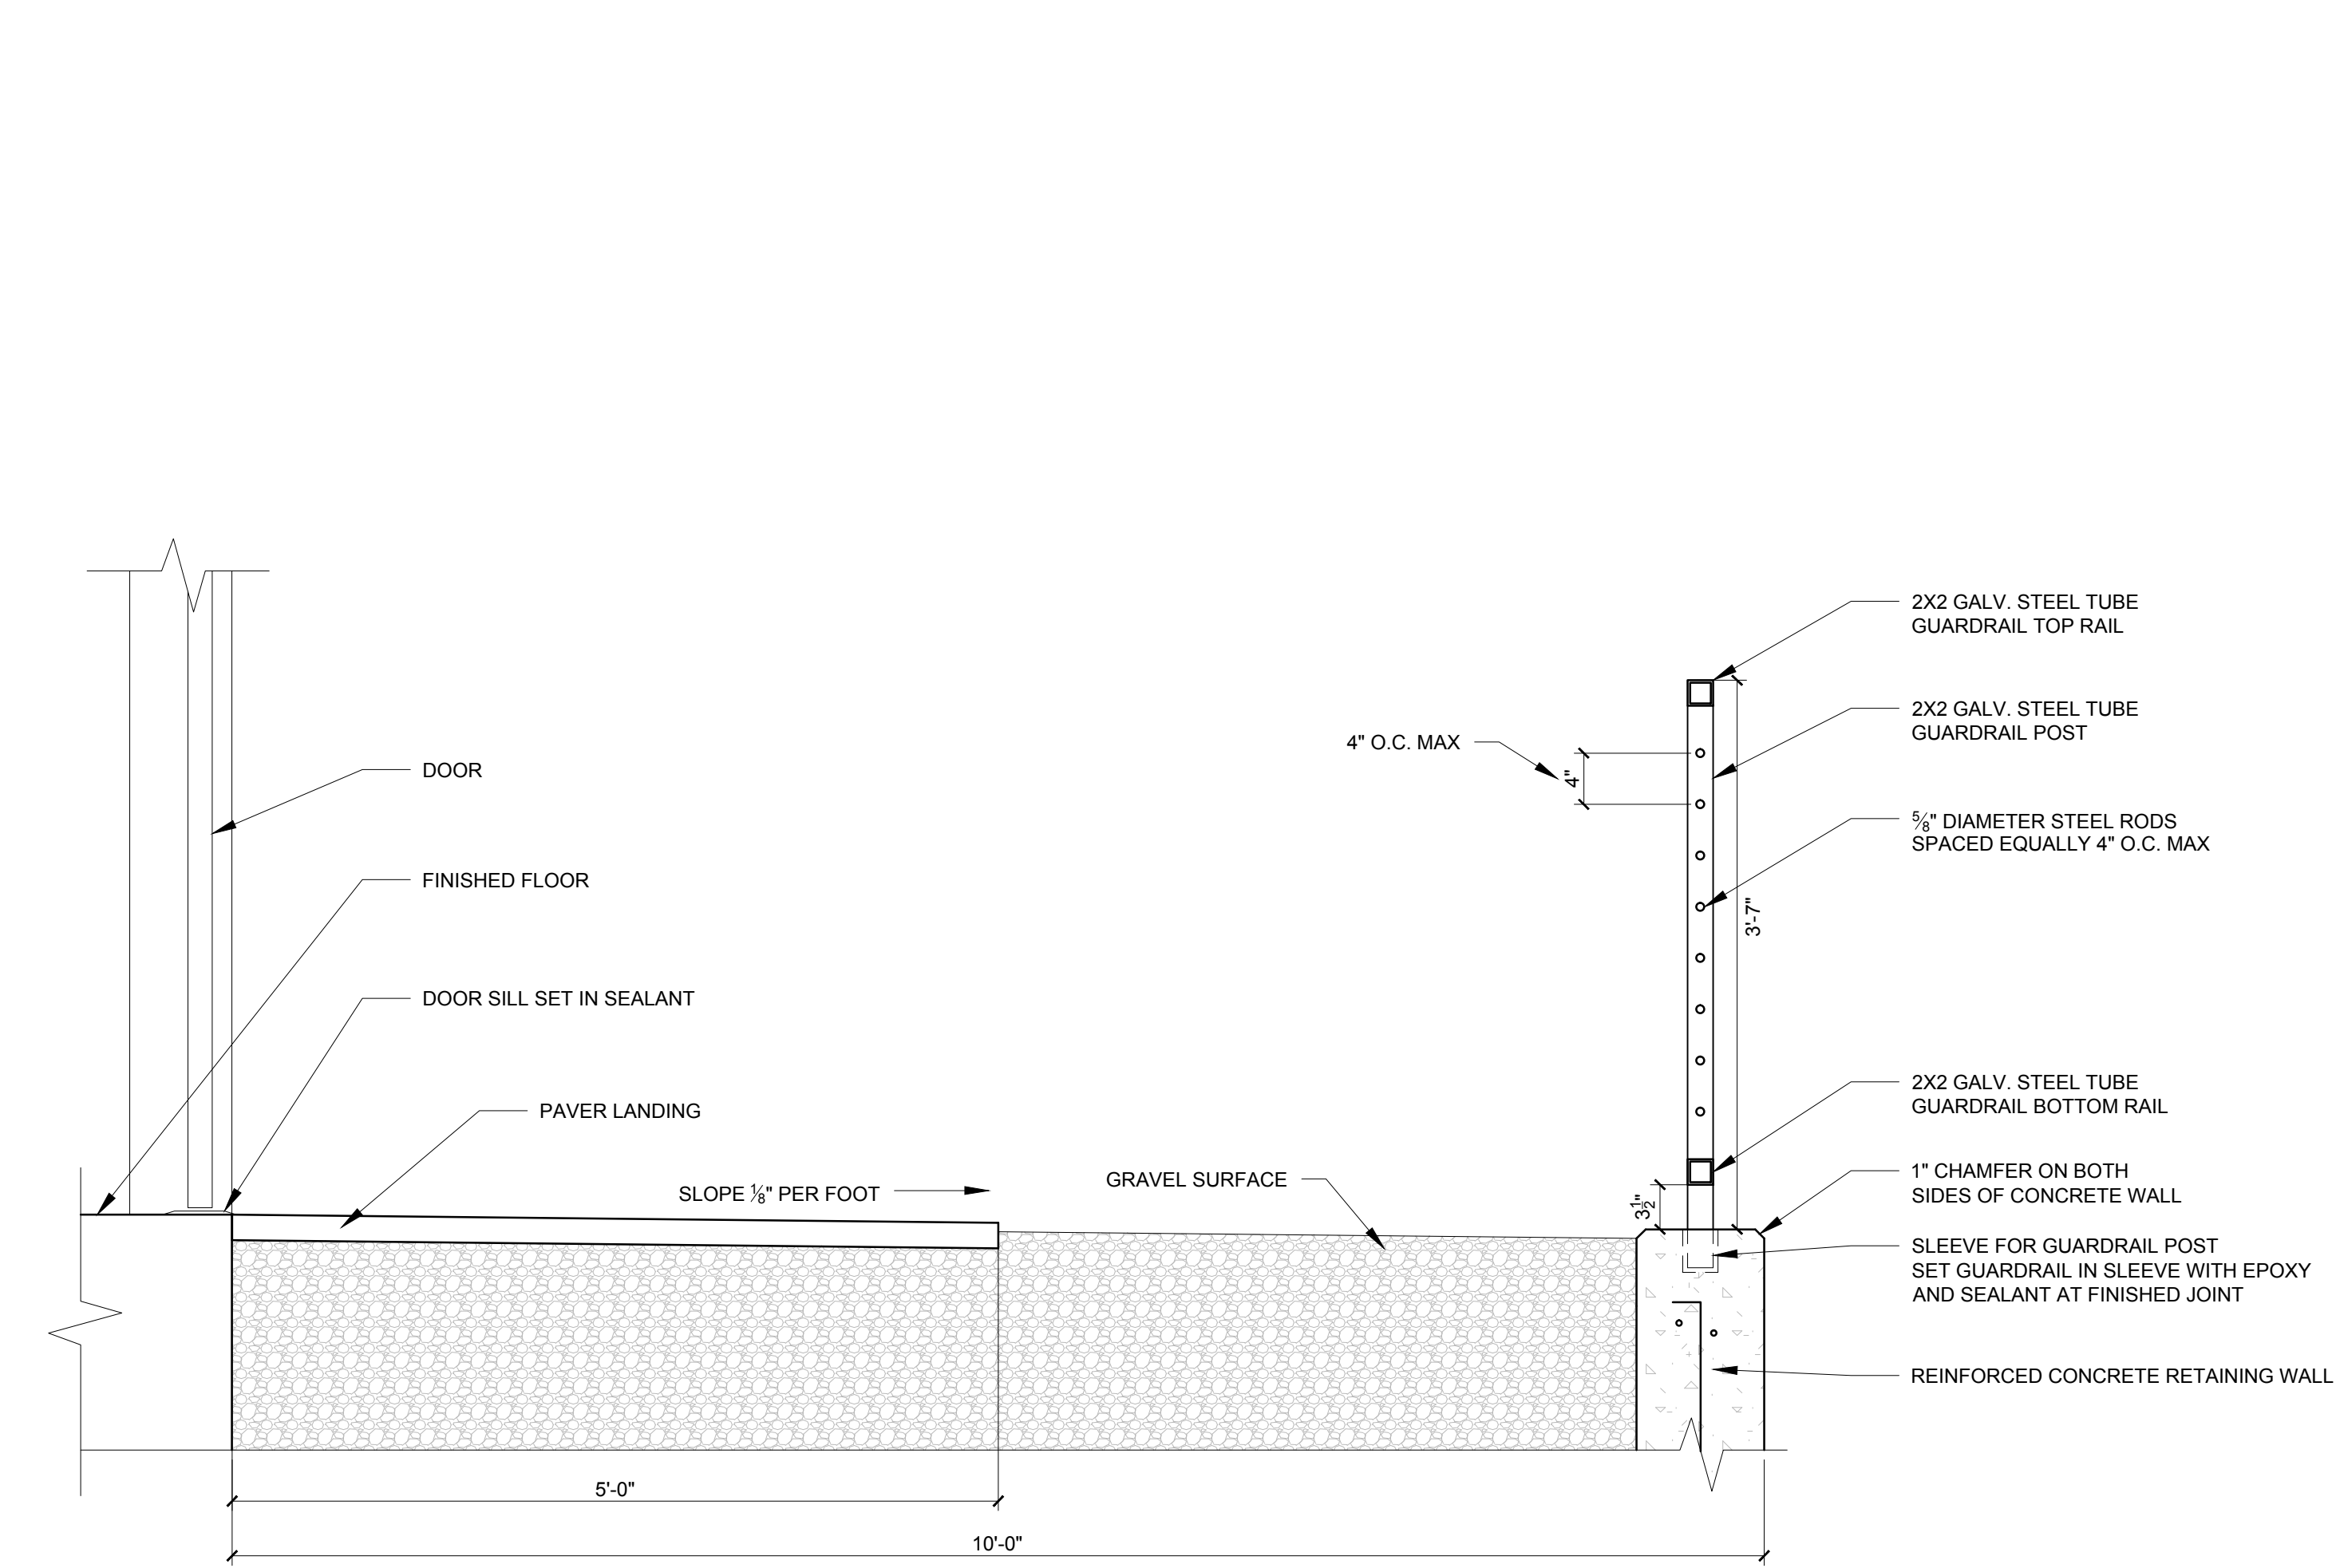 2X2 GALV. STEEL TUBE
GUARDRAIL TOP RAIL
2X2 GALV. STEEL TUBE
GUARDRAIL POST
4" O.C. MAX
4"
DOOR
⅝" DIAMETER STEEL RODS
SPACED EQUALLY 4" O.C. MAX
FINISHED FLOOR
3'-7"
DOOR SILL SET IN SEALANT
2X2 GALV. STEEL TUBE
GUARDRAIL BOTTOM RAIL
PAVER LANDING
SLOPE ⅛" PER FOOT
GRAVEL SURFACE
3½"
1" CHAMFER ON BOTH
SIDES OF CONCRETE WALL
SLEEVE FOR GUARDRAIL POST
SET GUARDRAIL IN SLEEVE WITH EPOXY
AND SEALANT AT FINISHED JOINT
REINFORCED CONCRETE RETAINING WALL
5'-0"
10'-0"